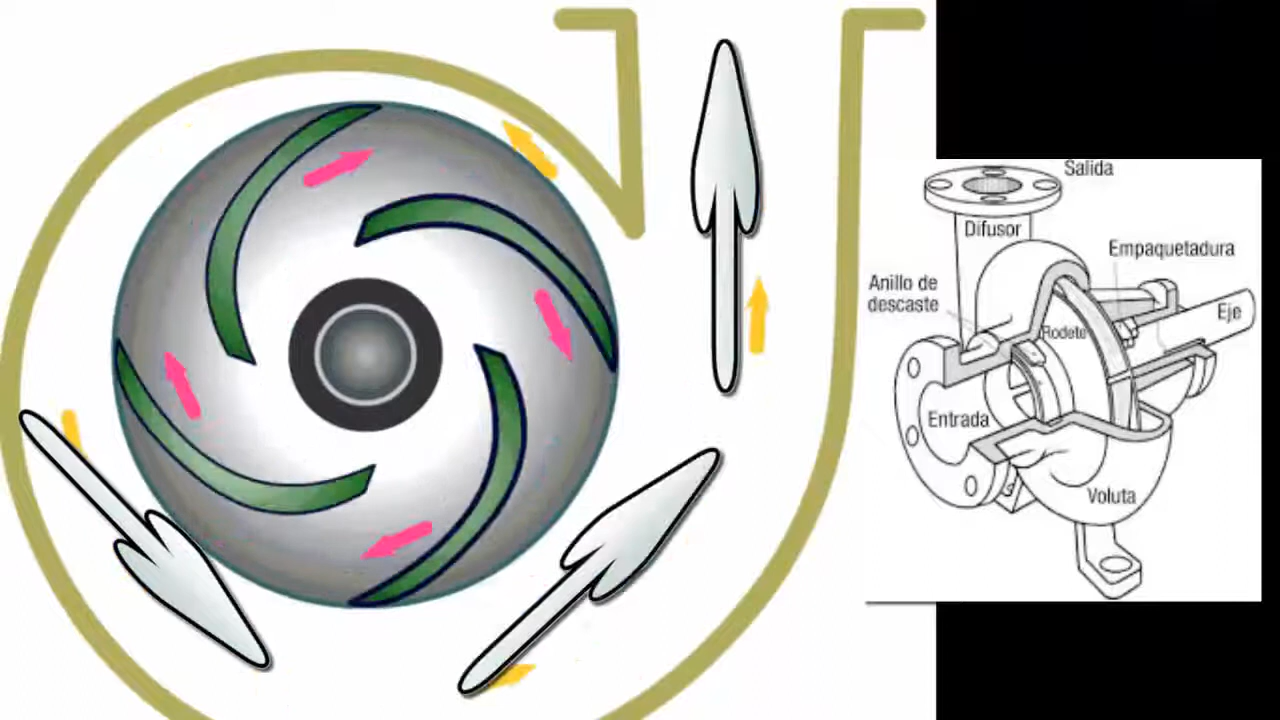 Salida
Difusor
Empaquetadura
Anillo de
descaste
Eje
Rodete
Entrada
Voluta